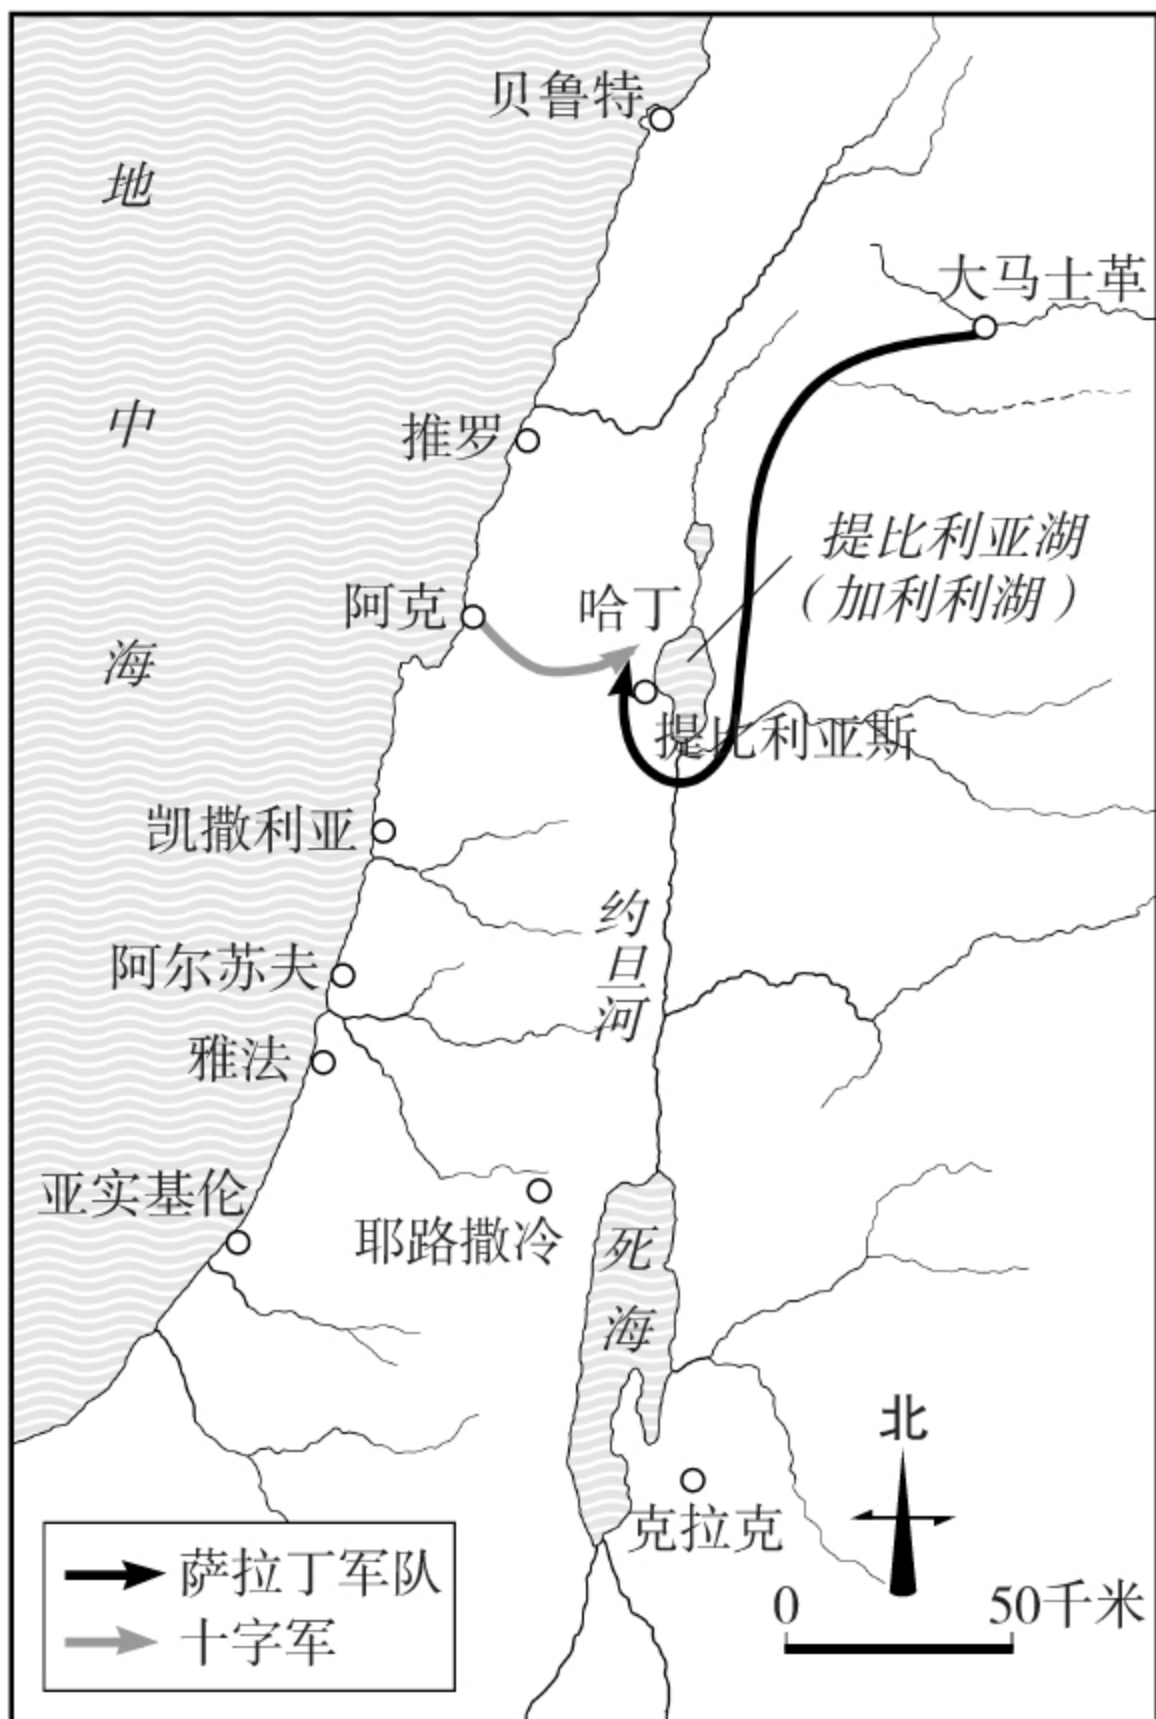 贝鲁特
地
大马士革
中
推罗
提比利亚湖
（加利利湖）
阿克
哈丁
海
提比利亚斯
凯撒利亚
约旦河
阿尔苏夫
雅法
亚实基伦
耶路撒冷
死海
北
克拉克
萨拉丁军队
十字军
0 50千米